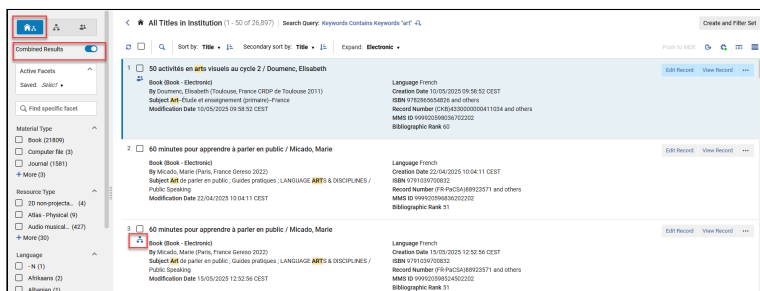 All Titles in Institution (1 - 50 of 26,897) Search Query: Keywords Contains Keywords "art"
Create and Filter Set
Combined Results
Sort by: Title Secondary sort by: Title Expand: Electronic
Push to MDE
Active Facets
Saved: Select
Find specific facet
Material Type
Book (21809)
Computer file (3)
Journal (1581)
+ More (3)
Resource Type
2D non-projecta... (4)
Atlas - Physical (9)
Audio musical... (427)
+ More (30)
Language
- N (1)
Afrikaans (2)
Albanian (1)
1 50 activités en arts visuels au cycle 2 / Doumenc, Elisabeth
Edit Record View Record ...
Book (Book - Electronic)
By Doumenc, Elisabeth (Toulouse, France CRDP de Toulouse 2011)
Subject Art--Étude et enseignement (primaire)--France
Modification Date 10/05/2025 09:58:52 CEST
Language French
Creation Date 10/05/2025 09:58:52 CEST
ISBN 9782865654826 and others
Record Number (CKB)4330000000411034 and others
MMS ID 999920598036702202
Bibliographic Rank 60
2 60 minutes pour apprendre à parler en public / Micado, Marie
Edit Record View Record ...
Book (Book - Electronic)
By Micado, Marie (Paris, France Gereso 2022)
Subject Art de parler en public ; Guides pratiques ; LANGUAGE ARTS & DISCIPLINES /
Public Speaking
Modification Date 22/04/2025 10:04:11 CEST
Language French
Creation Date 22/04/2025 10:04:11 CEST
ISBN 9791039700832
Record Number (FR-PaCSA)88923571 and others
MMS ID 999920596836202202
Bibliographic Rank 51
3 60 minutes pour apprendre à parler en public / Micado, Marie
Edit Record View Record ...
Book (Book - Electronic)
By Micado, Marie (Paris, France Gereso 2022)
Subject Art de parler en public ; Guides pratiques ; LANGUAGE ARTS & DISCIPLINES /
Public Speaking
Modification Date 15/05/2025 12:52:56 CEST
Language French
Creation Date 15/05/2025 12:52:56 CEST
ISBN 9791039700832
Record Number (FR-PaCSA)88923571 and others
MMS ID 999920598524502202
Bibliographic Rank 51